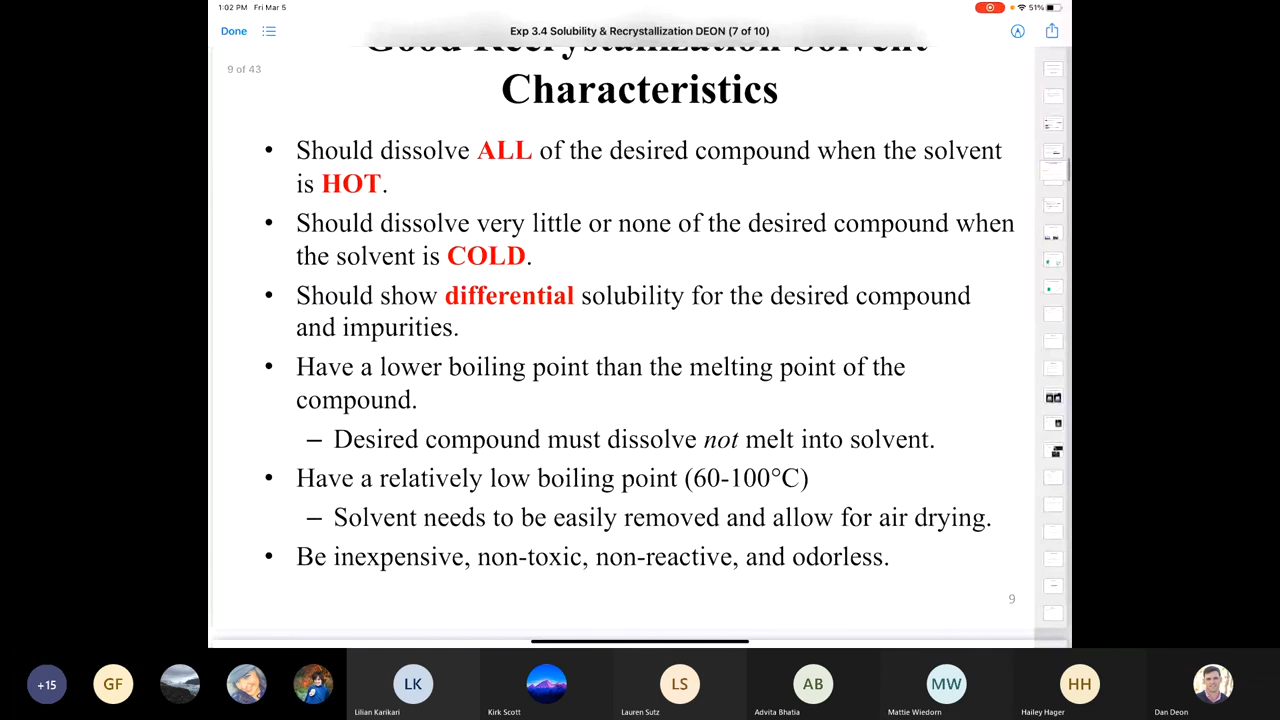 1:02 PM Fri Mar 5
51%
Done
Exp 3.4 Solubility & Recrystallization DEON (7 of 10)
9 of 43
Good Recrystallization Solvent
Characteristics
• Should dissolve ALL of the desired compound when the solvent
is HOT.
• Should dissolve very little or none of the desired compound when
the solvent is COLD.
• Should show differential solubility for the desired compound
and impurities.
• Have a lower boiling point than the melting point of the
compound.
– Desired compound must dissolve not melt into solvent.
• Have a relatively low boiling point (60-100°C)
– Solvent needs to be easily removed and allow for air drying.
• Be inexpensive, non-toxic, non-reactive, and odorless.
9
+15
GF
LK
LS
AB
MW
HH
Lilian Karikari
Kirk Scott
Lauren Sutz
Advita Bhatia
Mattie Wiedorn
Hailey Hager
Dan Deon